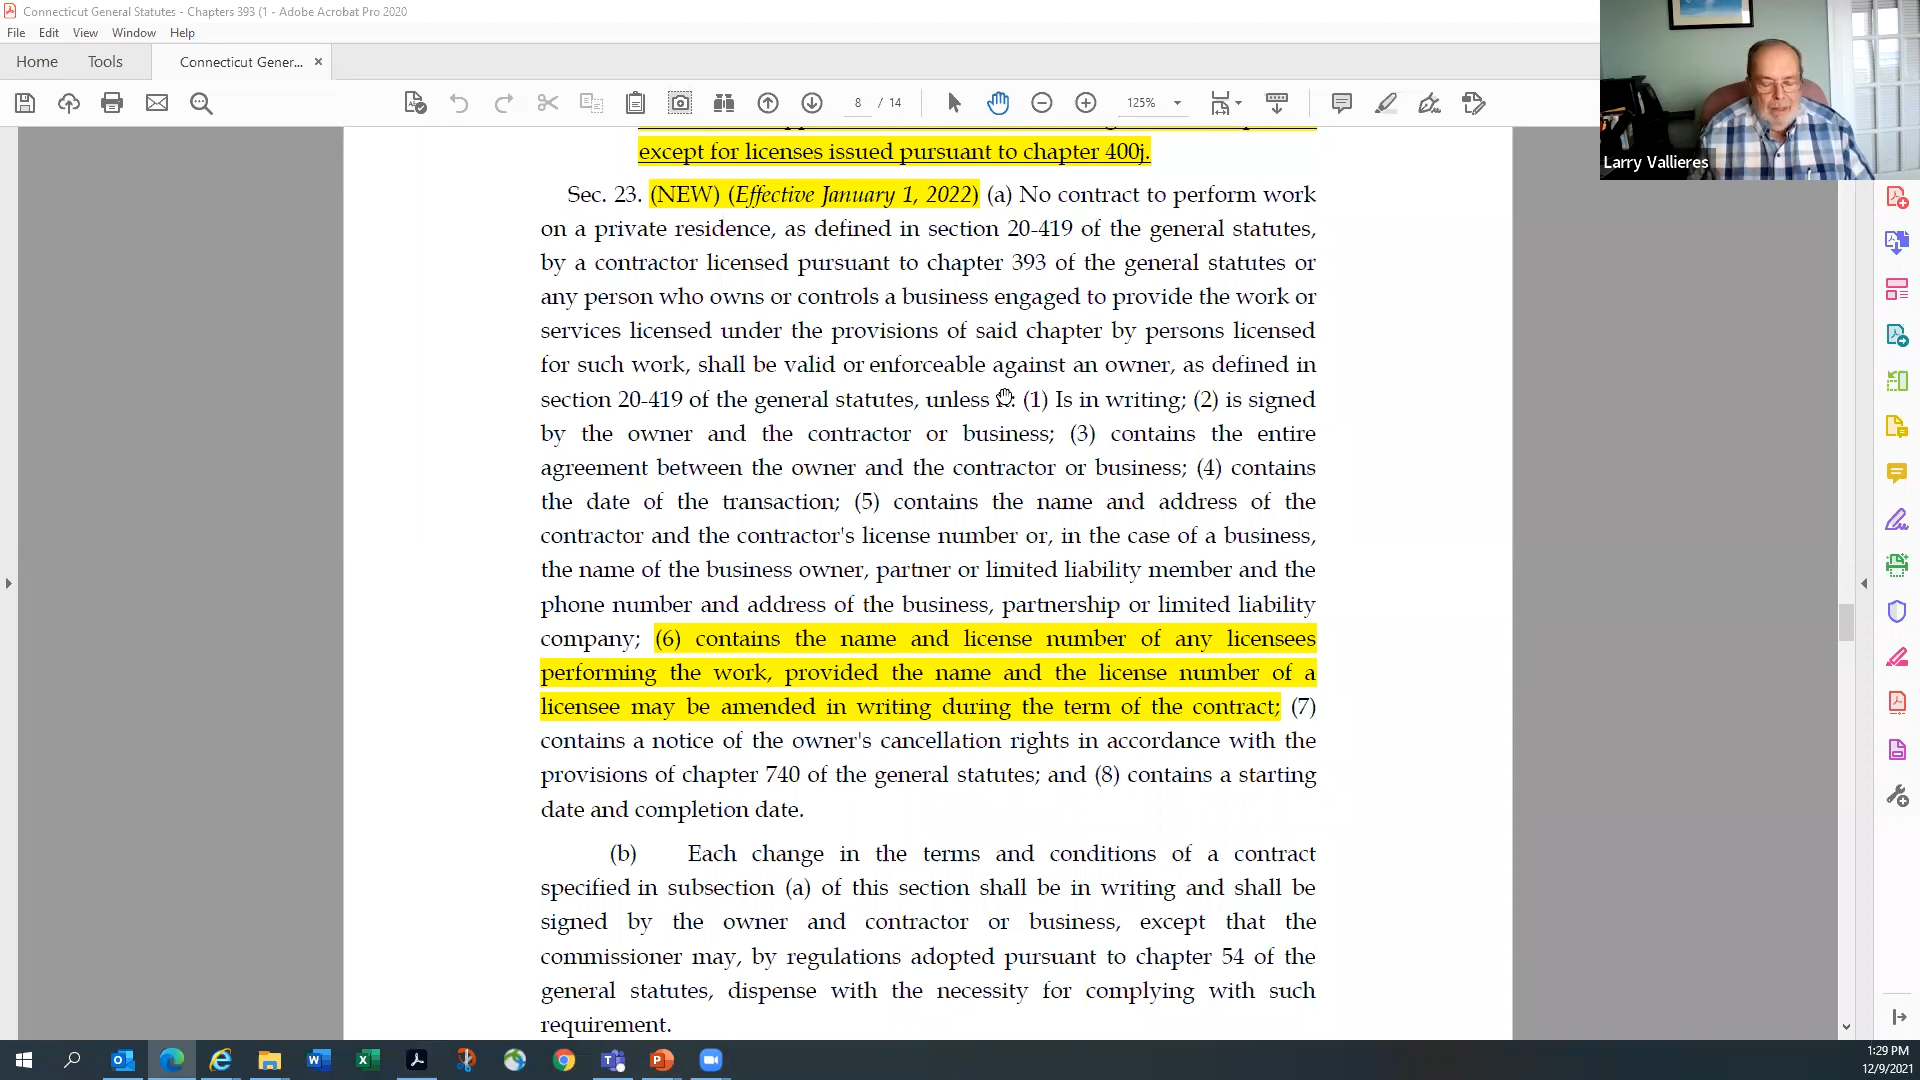 Connecticut General Statutes - Chapters 393 (1 - Adobe Acrobat Pro 2020
File Edit View Window Help
Home Tools Connecticut Gener... ×
8 / 14 125%
except for licenses issued pursuant to chapter 400j.
Sec. 23. (NEW) (Effective January 1, 2022) (a) No contract to perform work
on a private residence, as defined in section 20-419 of the general statutes,
by a contractor licensed pursuant to chapter 393 of the general statutes or
any person who owns or controls a business engaged to provide the work or
services licensed under the provisions of said chapter by persons licensed
for such work, shall be valid or enforceable against an owner, as defined in
section 20-419 of the general statutes, unless : (1) Is in writing; (2) is signed
by the owner and the contractor or business; (3) contains the entire
agreement between the owner and the contractor or business; (4) contains
the date of the transaction; (5) contains the name and address of the
contractor and the contractor's license number or, in the case of a business,
the name of the business owner, partner or limited liability member and the
phone number and address of the business, partnership or limited liability
company; (6) contains the name and license number of any licensees
performing the work, provided the name and the license number of a
licensee may be amended in writing during the term of the contract; (7)
contains a notice of the owner's cancellation rights in accordance with the
provisions of chapter 740 of the general statutes; and (8) contains a starting
date and completion date.
(b) Each change in the terms and conditions of a contract
specified in subsection (a) of this section shall be in writing and shall be
signed by the owner and contractor or business, except that the
commissioner may, by regulations adopted pursuant to chapter 54 of the
general statutes, dispense with the necessity for complying with such
requirement.
Larry Vallieres
1:29 PM
12/9/2021